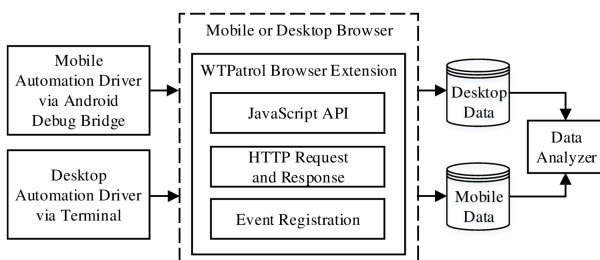 Mobile
Automation Driver
via Android
Debug Bridge
Desktop
Automation Driver
via Terminal
Mobile or Desktop Browser
WTPatrol Browser Extension
JavaScript API
HTTP Request
and Response
Event Registration
Desktop
Data
Mobile
Data
Data
Analyzer